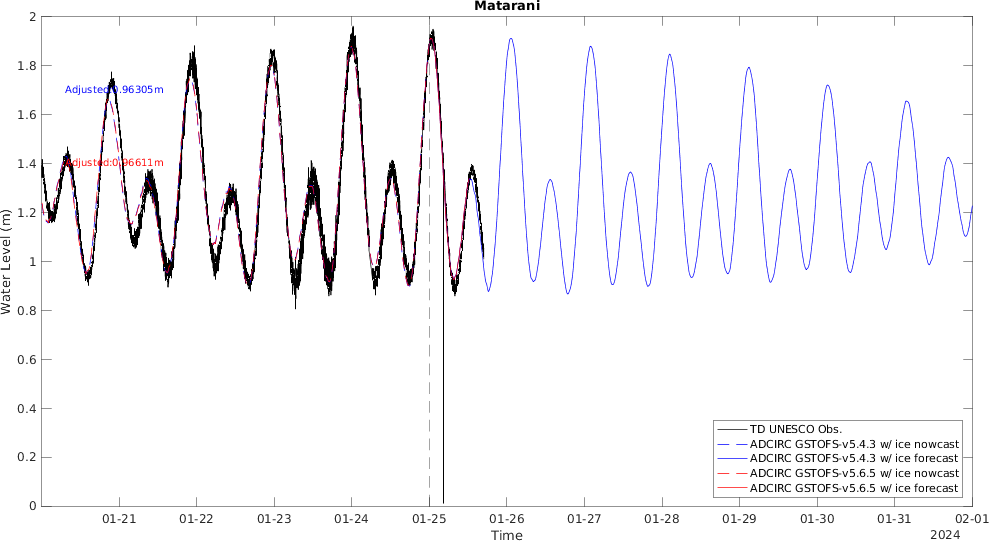 Matarani
2
1.8
1.6
1.4
1.2
1
0.8
0.6
0.4
0.2
0
Water Level (m)
Adjusted:0.96305m
Adjusted:0.96611m
TD UNESCO Obs.
ADCIRC GSTOFS-v5.4.3 w/ ice nowcast
ADCIRC GSTOFS-v5.4.3 w/ ice forecast
ADCIRC GSTOFS-v5.6.5 w/ ice nowcast
ADCIRC GSTOFS-v5.6.5 w/ ice forecast
01-21 01-22 01-23 01-24 01-25 01-26 01-27 01-28 01-29 01-30 01-31 02-01
Time
2024